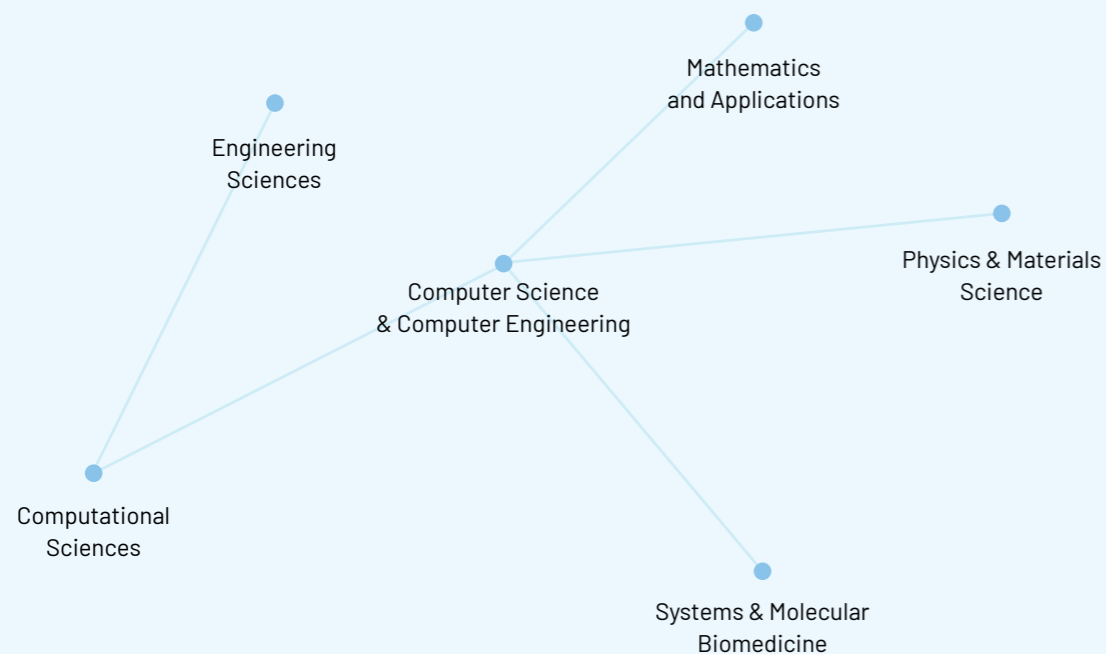 Mathematics
and Applications
Engineering
Sciences
Physics & Materials
Science
Computer Science
& Computer Engineering
Computational
Sciences
Systems & Molecular
Biomedicine